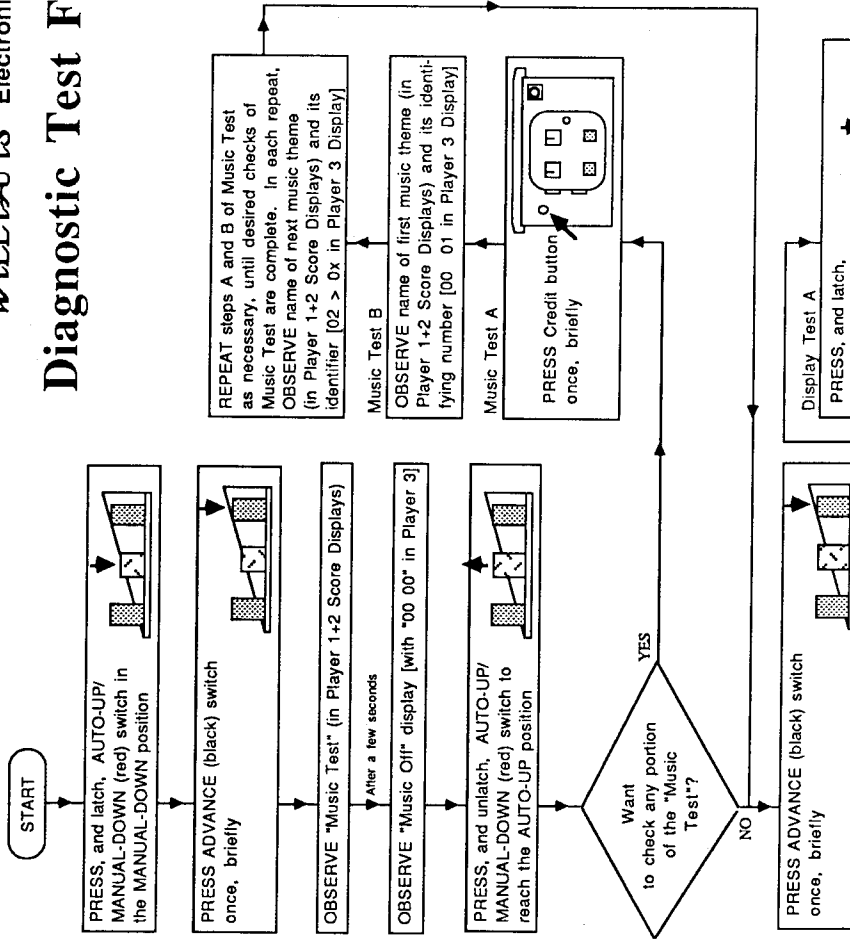 WILLIAMS Electroni
Diagnostic Test F
START
PRESS, and latch, AUTO-UP/
MANUAL-DOWN (red) switch in
the MANUAL-DOWN position
PRESS ADVANCE (black) switch
once, briefly
OBSERVE "Music Test" (in Player 1+2 Score Displays)
After a few seconds
OBSERVE "Music Off" display [with "00 00" in Player 3]
PRESS, and unlatch, AUTO-UP/
MANUAL-DOWN (red) switch to
reach the AUTO-UP position
Want
to check any portion
of the "Music
Test"?
YES
NO
PRESS Credit button
once, briefly
Music Test A
OBSERVE name of first music theme (in
Player 1+2 Score Displays) and its identi-
fying number [00 01 in Player 3 Display]
Music Test B
REPEAT steps A and B of Music Test
as necessary, until desired checks of
Music Test are complete. In each repeat,
OBSERVE name of next music theme
(in Player 1+2 Score Displays) and its
identifier [02 > 0x in Player 3 Display]
PRESS ADVANCE (black) switch
once, briefly
Display Test A
PRESS, and latch,